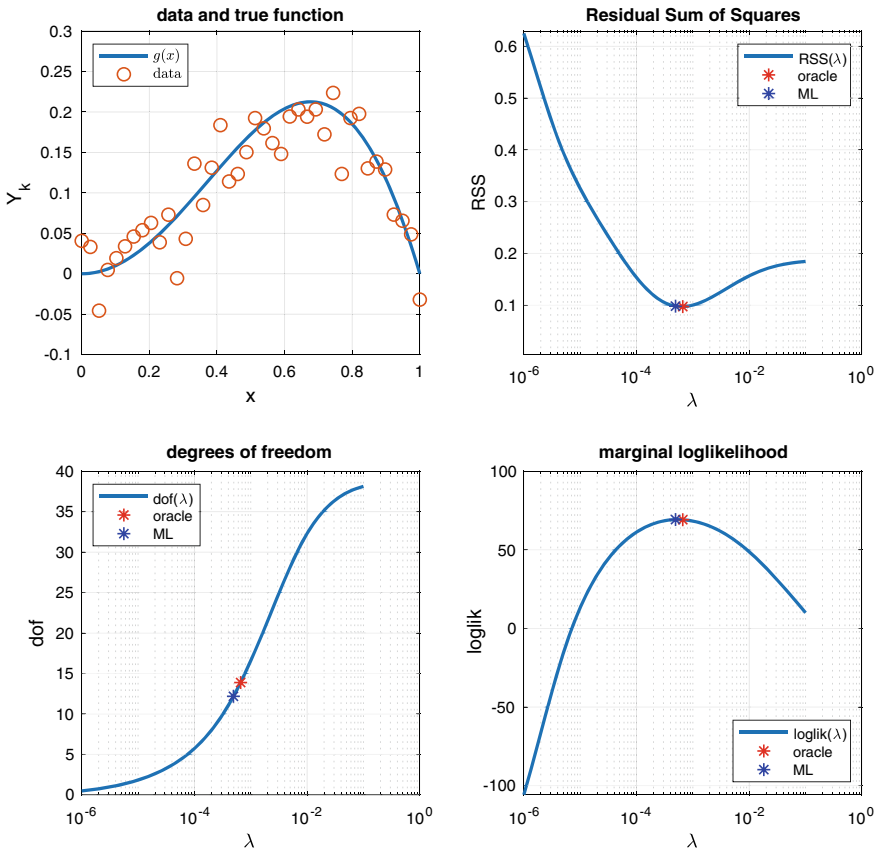 data and true function
0.3
0.25
0.2
0.15
0.1
0.05
0
-0.05
-0.1
Y_k
g(x)
data
0
0.2
0.4
0.6
0.8
1
x
Residual Sum of Squares
0.6
0.5
0.4
0.3
0.2
0.1
RSS
RSS(λ)
oracle
ML
10^-6
10^-4
10^-2
10^0
λ
degrees of freedom
40
35
30
25
20
15
10
5
0
dof
dof(λ)
oracle
ML
10^-6
10^-4
10^-2
10^0
λ
marginal loglikelihood
100
50
0
-50
-100
loglik
loglik(λ)
oracle
ML
10^-6
10^-4
10^-2
10^0
λ